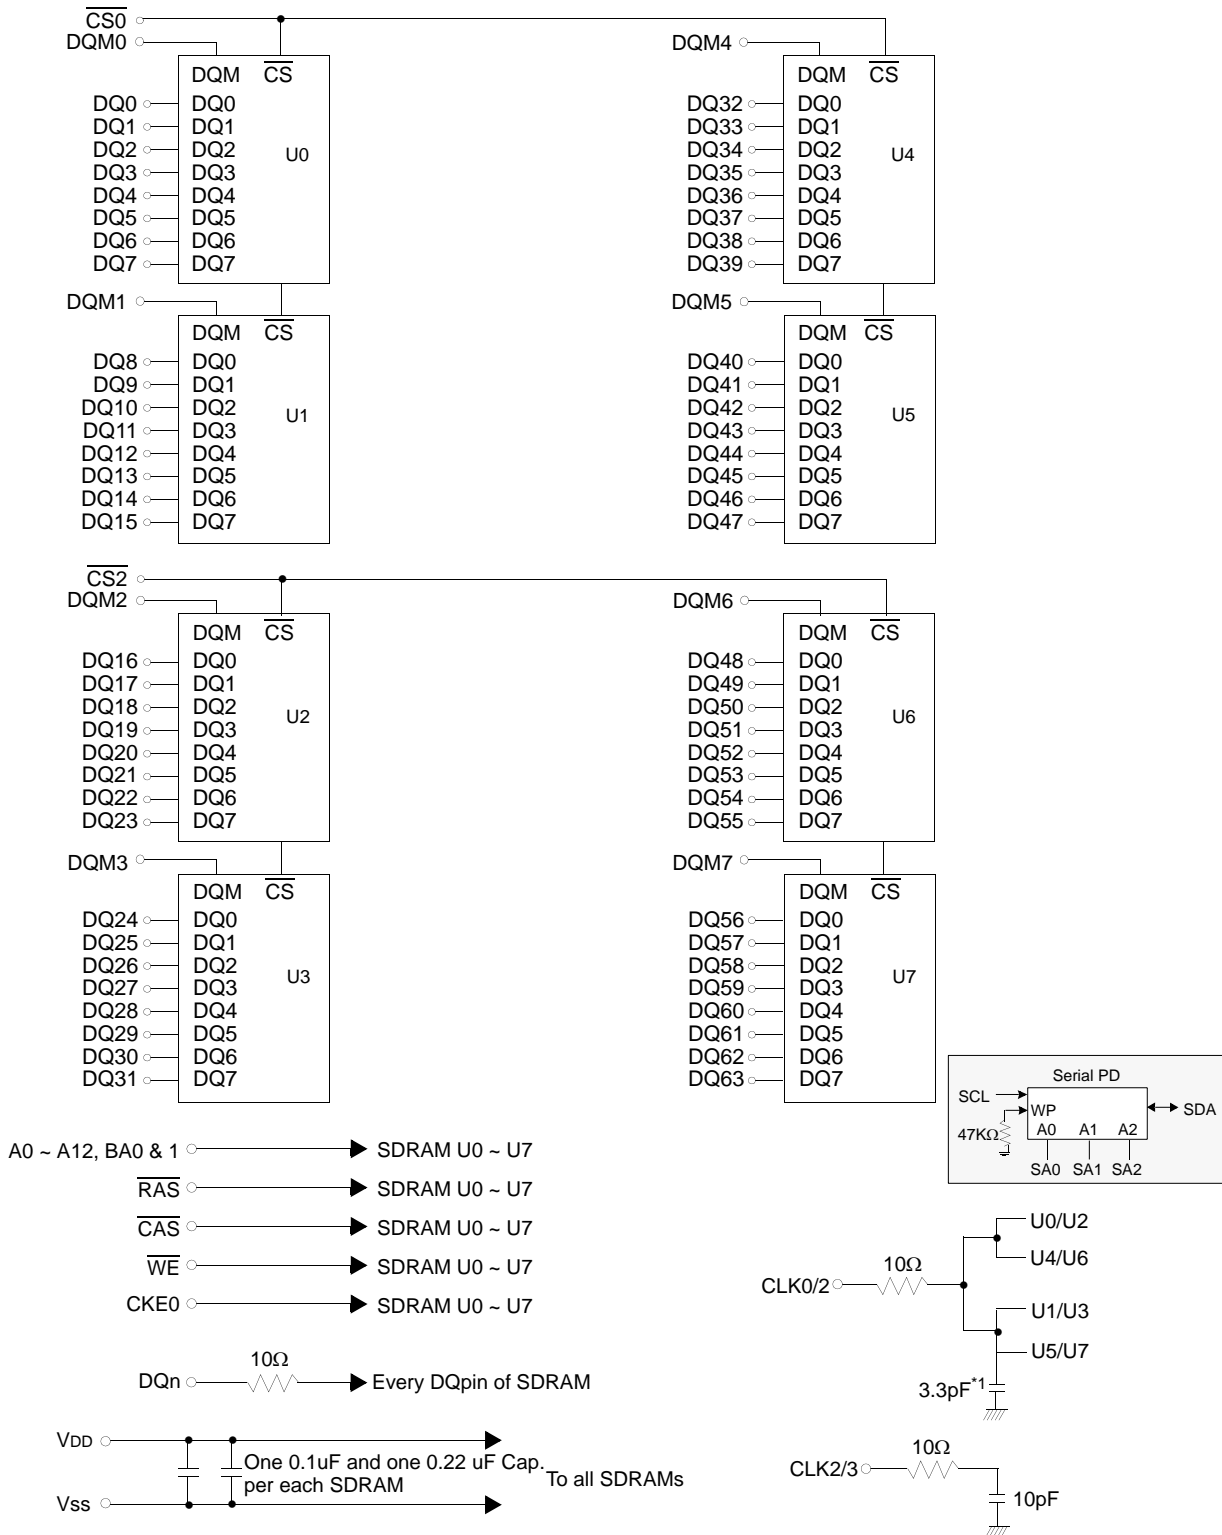 CS0
DQM0
DQM CS
DQ0 DQ0
DQ1 DQ1
DQ2 DQ2
U0
DQ3 DQ3
DQ4 DQ4
DQ5 DQ5
DQ6 DQ6
DQ7 DQ7
DQM1
DQM CS
DQ8 DQ0
DQ9 DQ1
DQ10 DQ2
U1
DQ11 DQ3
DQ12 DQ4
DQ13 DQ5
DQ14 DQ6
DQ15 DQ7
DQM4
DQM CS
DQ32 DQ0
DQ33 DQ1
DQ34 DQ2
U4
DQ35 DQ3
DQ36 DQ4
DQ37 DQ5
DQ38 DQ6
DQ39 DQ7
DQM5
DQM CS
DQ40 DQ0
DQ41 DQ1
DQ42 DQ2
U5
DQ43 DQ3
DQ44 DQ4
DQ45 DQ5
DQ46 DQ6
DQ47 DQ7
CS2
DQM2
DQM CS
DQ16 DQ0
DQ17 DQ1
DQ18 DQ2
U2
DQ19 DQ3
DQ20 DQ4
DQ21 DQ5
DQ22 DQ6
DQ23 DQ7
DQM3
DQM CS
DQ24 DQ0
DQ25 DQ1
DQ26 DQ2
U3
DQ27 DQ3
DQ28 DQ4
DQ29 DQ5
DQ30 DQ6
DQ31 DQ7
DQM6
DQM CS
DQ48 DQ0
DQ49 DQ1
DQ50 DQ2
U6
DQ51 DQ3
DQ52 DQ4
DQ53 DQ5
DQ54 DQ6
DQ55 DQ7
DQM7
DQM CS
DQ56 DQ0
DQ57 DQ1
DQ58 DQ2
U7
DQ59 DQ3
DQ60 DQ4
DQ61 DQ5
DQ62 DQ6
DQ63 DQ7
Serial PD
SCL
WP
SDA
47KΩ
A0 A1 A2
SA0 SA1 SA2
A0 ~ A12, BA0 & 1 SDRAM U0 ~ U7
RAS SDRAM U0 ~ U7
CAS SDRAM U0 ~ U7
WE SDRAM U0 ~ U7
CKE0 SDRAM U0 ~ U7
10Ω
DQn Every DQpin of SDRAM
VDD
One 0.1uF and one 0.22 uF Cap.
per each SDRAM
To all SDRAMs
Vss
U0/U2
U4/U6
10Ω
CLK0/2
U1/U3
U5/U7
3.3pF*1
10Ω
CLK2/3
10pF